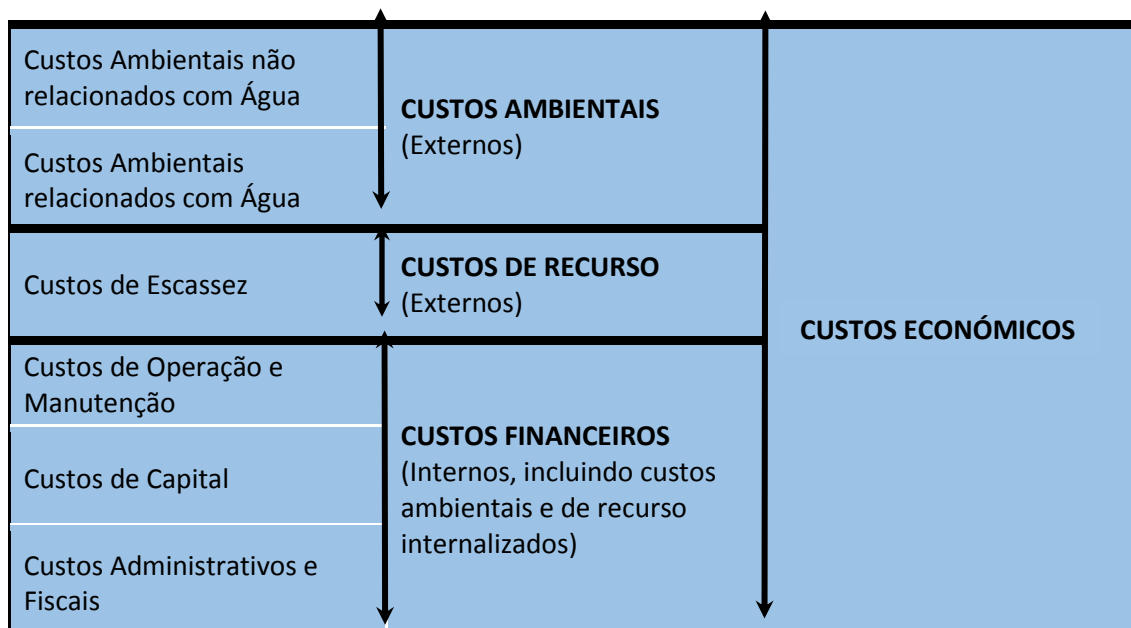 Custos Ambientais não
relacionados com Água
Custos Ambientais
relacionados com Água
CUSTOS AMBIENTAIS
(Externos)
Custos de Escassez
CUSTOS DE RECURSO
(Externos)
Custos de Operação e
Manutenção
Custos de Capital
Custos Administrativos e
Fiscais
CUSTOS FINANCEIROS
(Internos, incluindo custos
ambientais e de recurso
internalizados)
CUSTOS ECONÓMICOS